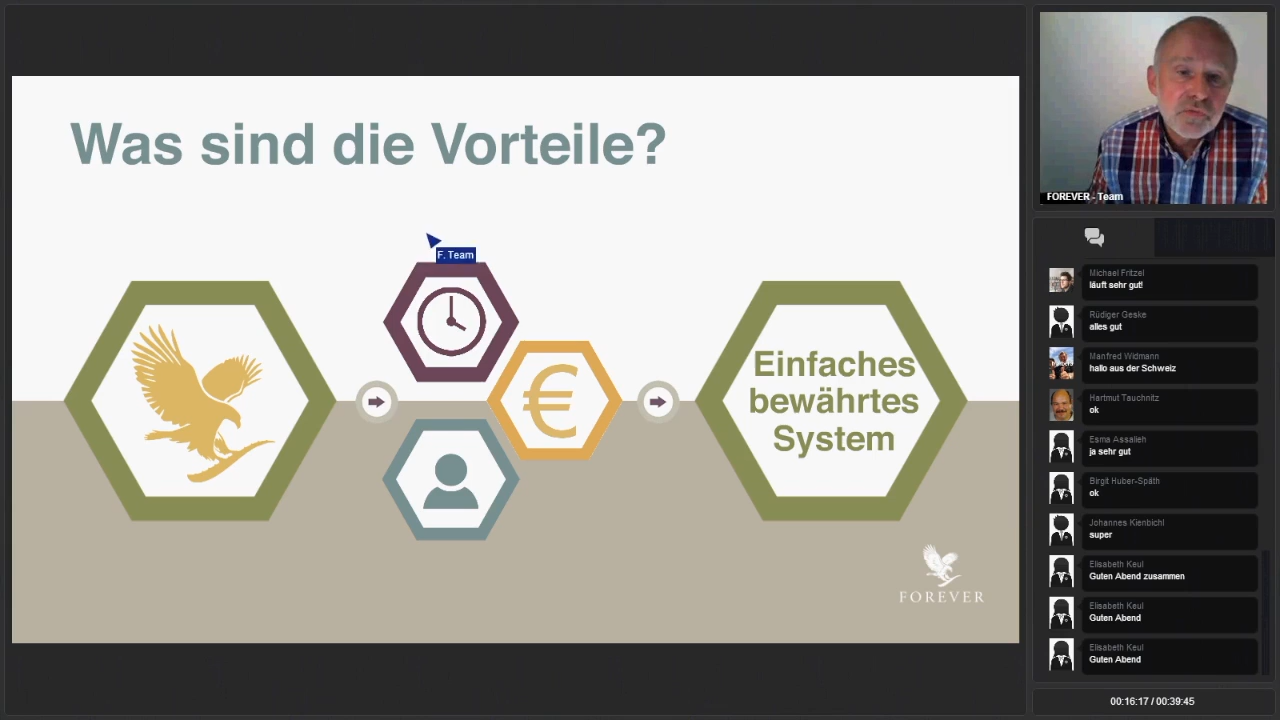 Was sind die Vorteile?
F. Team
€
Einfaches
bewährtes
System
FOREVER
FOREVER - Team
Michael Fritzel
läuft sehr gut!
Rüdiger Geske
alles gut
Manfred Widmann
hallo aus der Schweiz
Hartmut Tauchnitz
ok
Esma Assalieh
ja sehr gut
Birgit Huber-Späth
ok
Johannes Kienbichl
super
Elisabeth Keul
Guten Abend zusammen
Elisabeth Keul
Guten Abend
Elisabeth Keul
Guten Abend
00:16:17 / 00:39:45